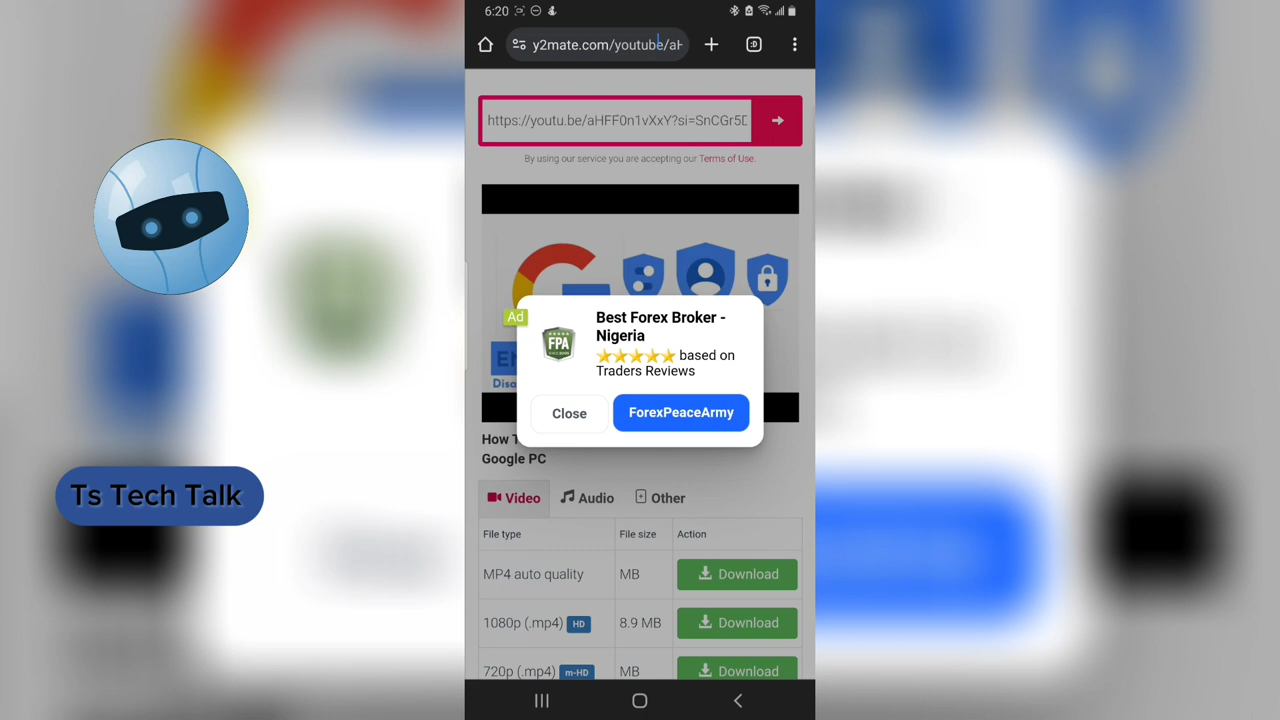 6:20
y2mate.com/youtube/aH
:D
https://youtu.be/aHFF0n1vXxY?si=SnCGr5D
By using our service you are accepting our Terms of Use.
Ad
Best Forex Broker -
Nigeria
FPA
⭐⭐⭐⭐⭐ based on
Traders Reviews
Close
ForexPeaceArmy
EN
Disa
How T
Google PC
Ts Tech Talk
Video
Audio
Other
File type
File size
Action
MP4 auto quality
MB
Download
1080p (.mp4) HD
8.9 MB
Download
720p (.mp4) m-HD
MB
Download